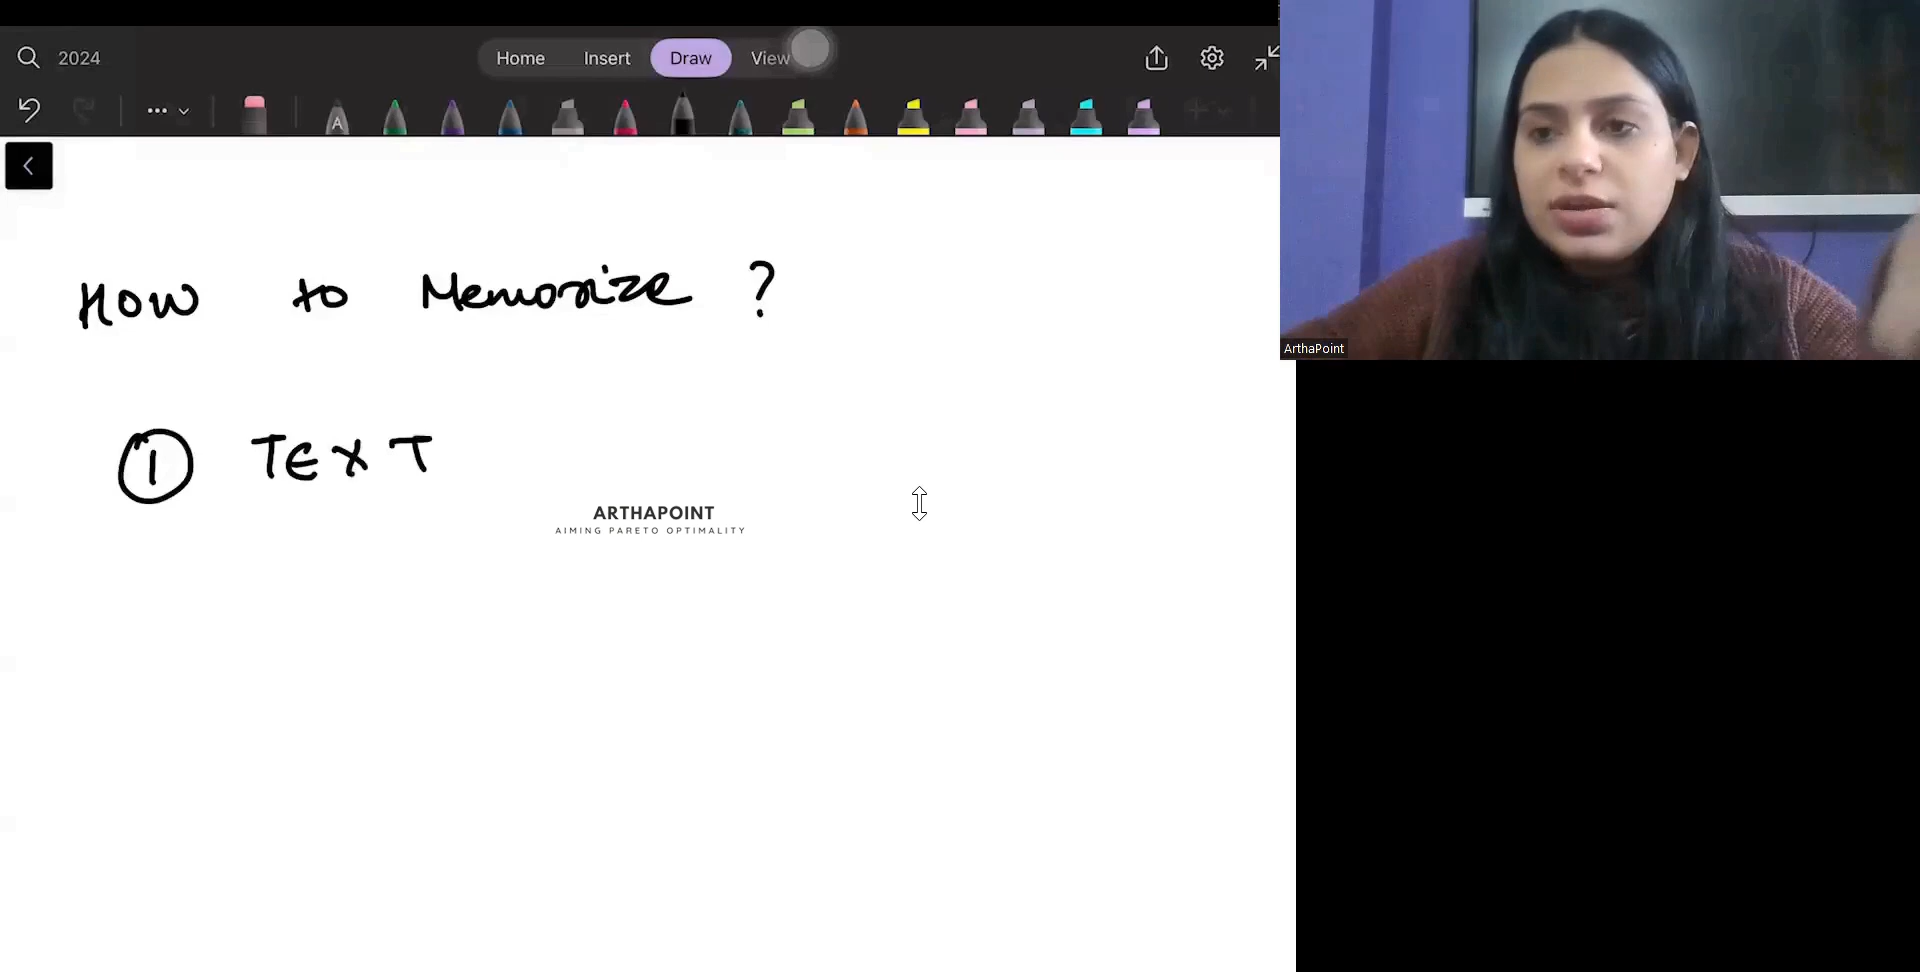 2024
Home Insert Draw View
A
How to Memorize ?
① TEXT
ARTHAPOINT
AIMING PARETO OPTIMALITY
ArthaPoint